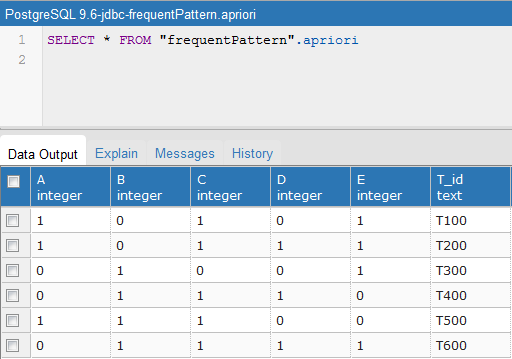 PostgreSQL 9.6-jdbc-frequentPattern.apriori
1 SELECT * FROM "frequentPattern".apriori
2
Data Output Explain Messages History
A B C D E T_id
integer integer integer integer integer text
1 0 1 0 1 T100
1 0 1 1 1 T200
0 1 0 0 1 T300
0 1 1 1 0 T400
1 1 1 0 0 T500
0 1 1 1 1 T600